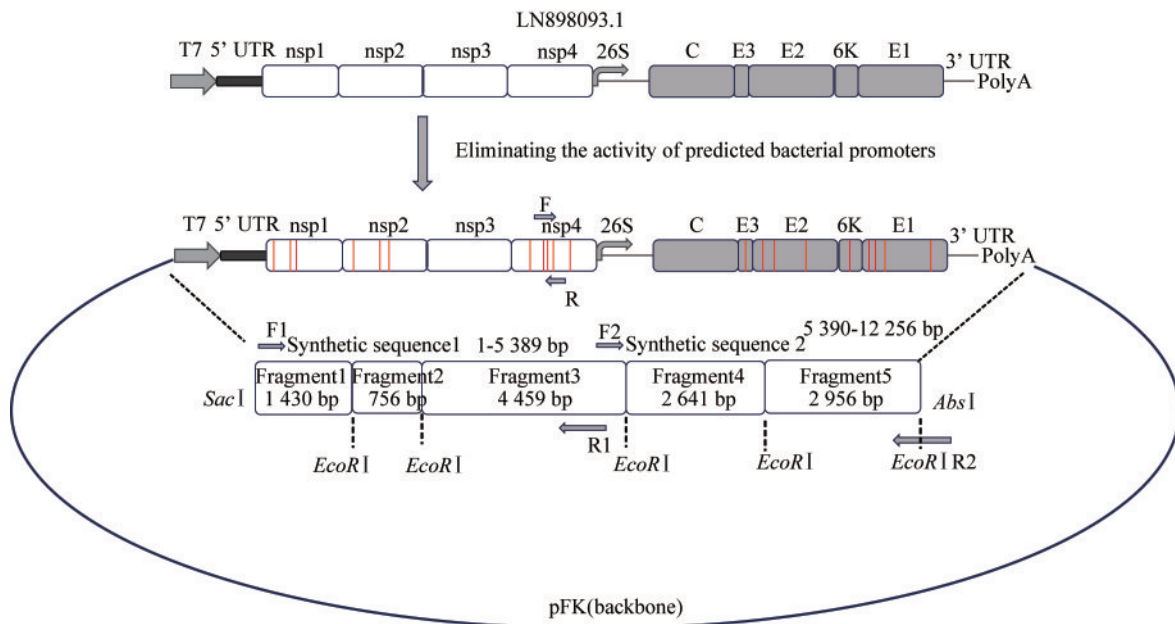 LN898093.1
T7 5’ UTR nsp1 nsp2 nsp3 nsp4 26S C E3 E2 6K E1 3’ UTR
PolyA
Eliminating the activity of predicted bacterial promoters
F
T7 5’ UTR nsp1 nsp2 nsp3 nsp4 26S C E3 E2 6K E1 3’ UTR
PolyA
R
F1 Synthetic sequence1 1-5 389 bp F2 Synthetic sequence 2 5 390-12 256 bp
Fragment1 Fragment2 Fragment3 Fragment4 Fragment5
SacⅠ 1 430 bp 756 bp 4 459 bp 2 641 bp 2 956 bp AbsⅠ
R1
EcoRⅠ EcoRⅠ EcoRⅠ EcoRⅠ EcoRⅠ R2
pFK(backbone)